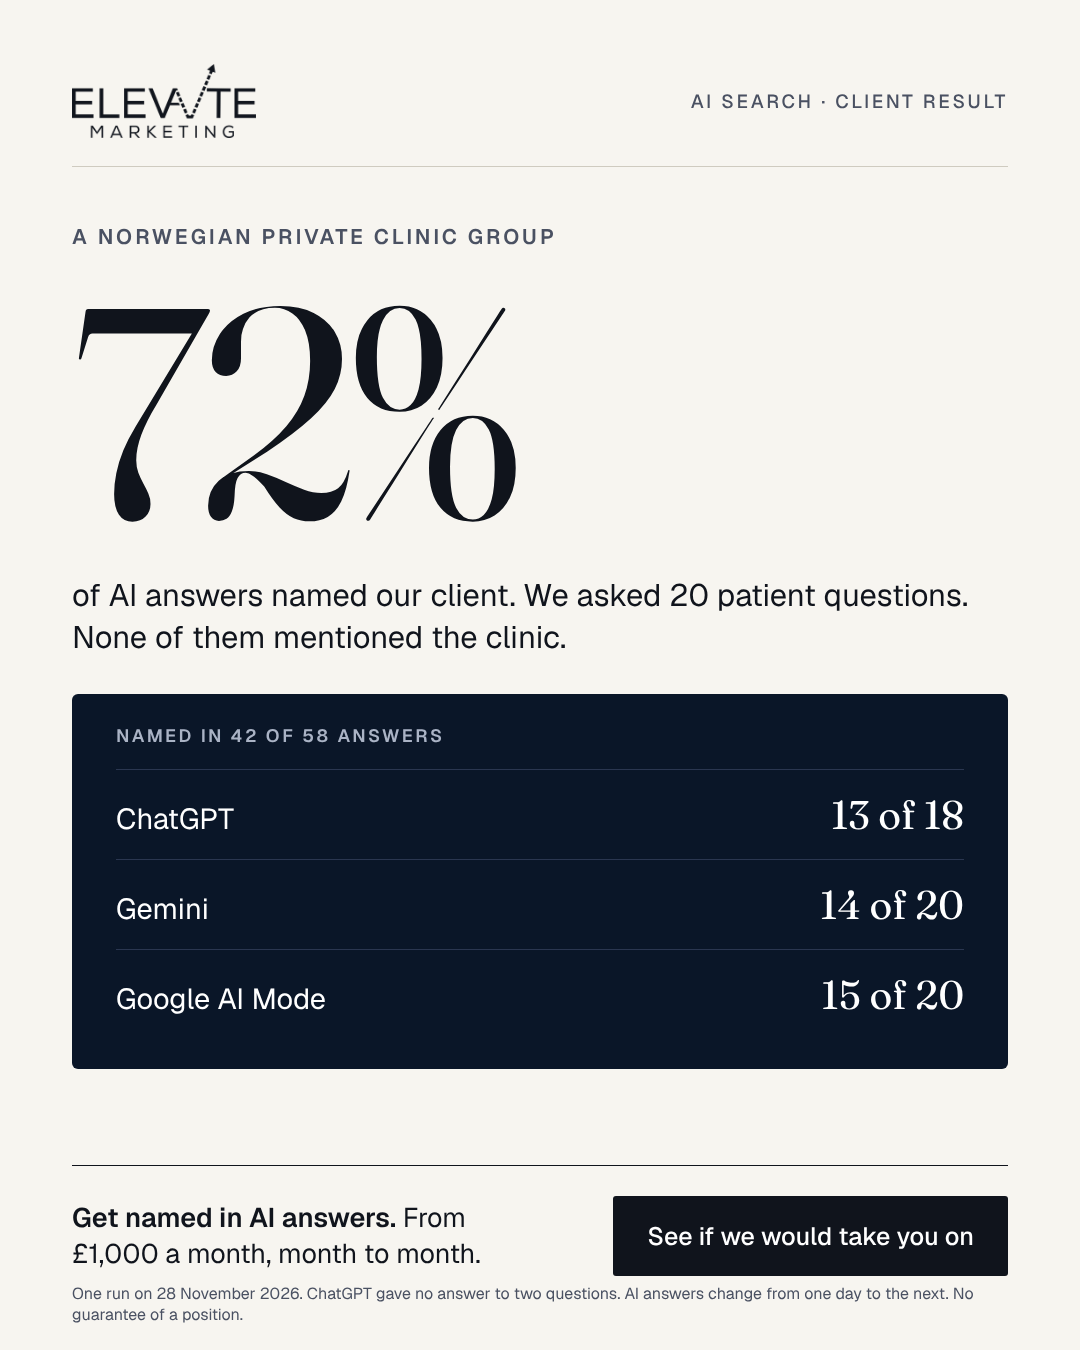 ELEVATE
MARKETING
AI SEARCH · CLIENT RESULT
A NORWEGIAN PRIVATE CLINIC GROUP
72%
of AI answers named our client. We asked 20 patient questions.
None of them mentioned the clinic.
NAMED IN 42 OF 58 ANSWERS
ChatGPT 13 of 18
Gemini 14 of 20
Google AI Mode 15 of 20
Get named in AI answers. From
£1,000 a month, month to month.
See if we would take you on
One run on 28 November 2026. ChatGPT gave no answer to two questions. AI answers change from one day to the next. No
guarantee of a position.